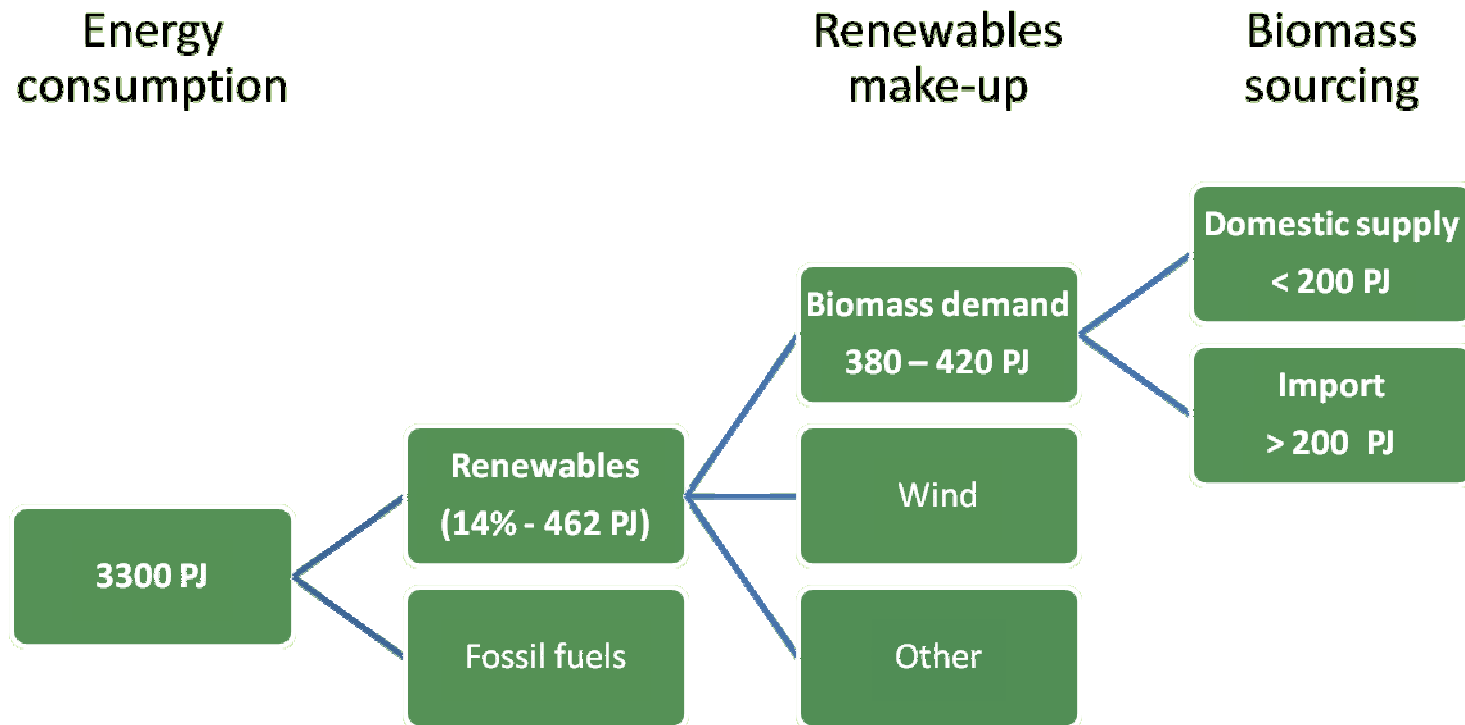 Energy
consumption
Renewables
make-up
Biomass
sourcing
3300 PJ
Renewables
(14% - 462 PJ)
Fossil fuels
Biomass demand
380 – 420 PJ
Wind
Other
Domestic supply
< 200 PJ
Import
> 200 PJ